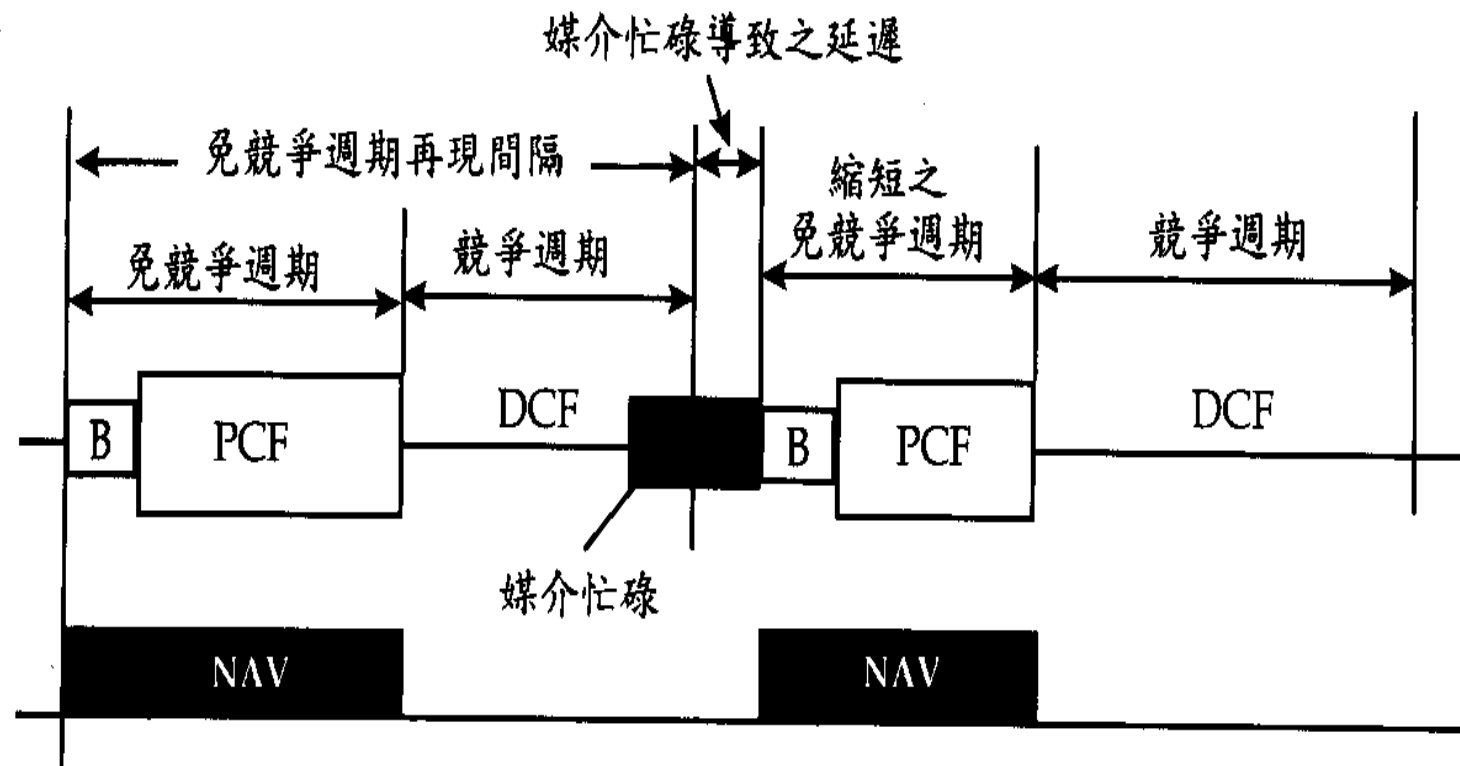 媒介忙碌導致之延遲
免競爭週期再現間隔
縮短之
免競爭週期
競爭週期
免競爭週期
競爭週期
B
PCF
DCF
B
PCF
DCF
媒介忙碌
NAV
NAV